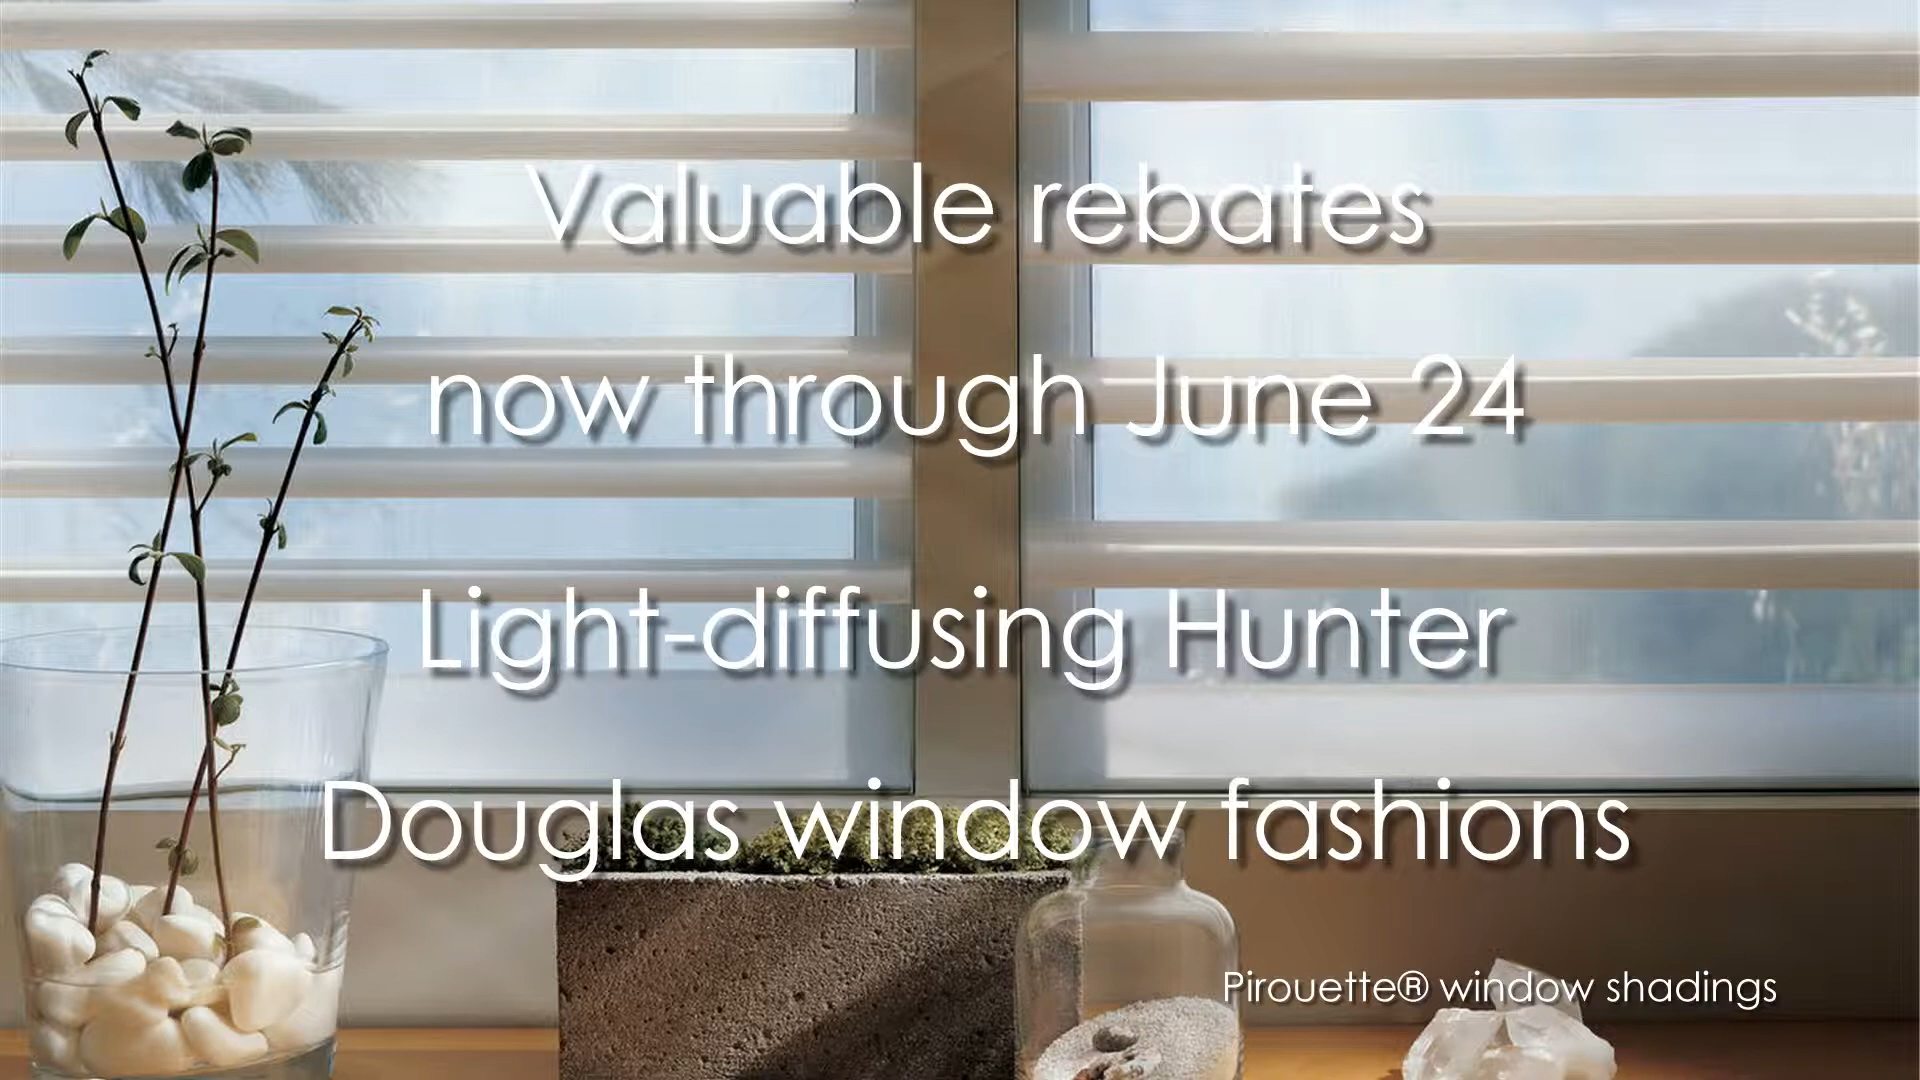 Valuable rebates
now through June 24
Light-diffusing Hunter
Douglas window fashions
Pirouette® window shadings